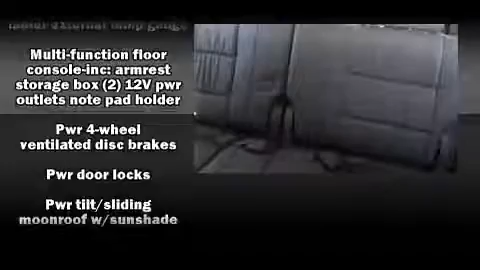 Multi-function floor
console-inc: armrest
storage box (2) 12V pwr
outlets note pad holder
Pwr 4-wheel
ventilated disc brakes
Pwr door locks
Pwr tilt/sliding
moonroof w/sunshade